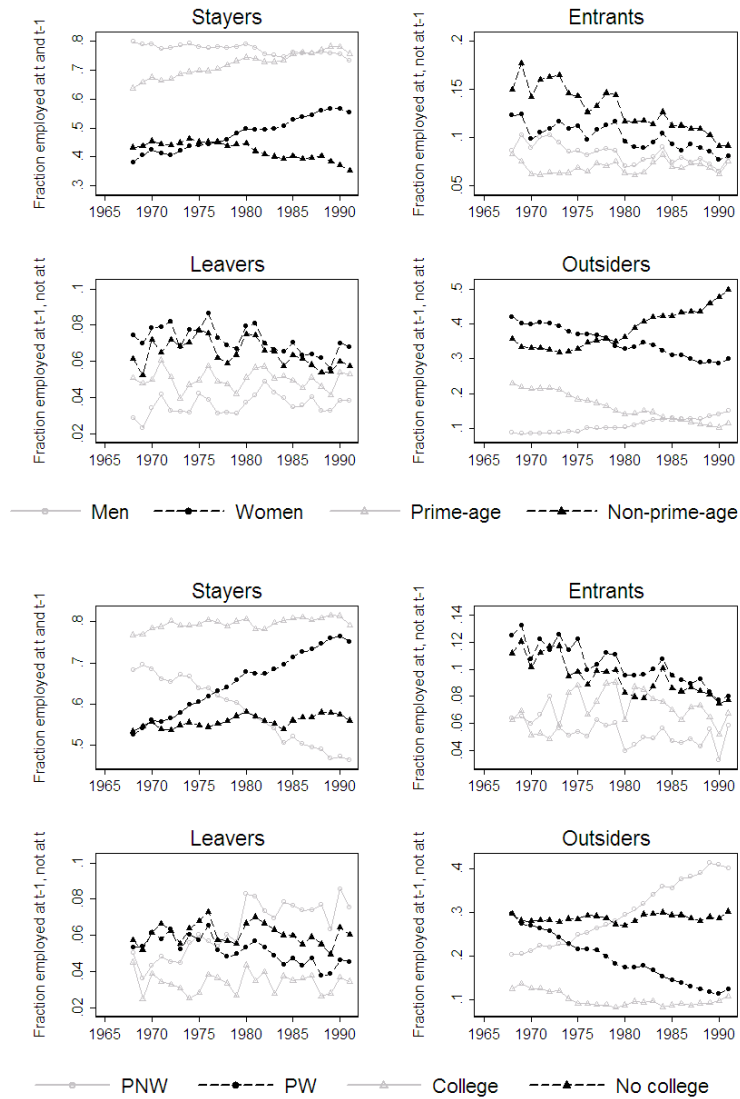 Stayers
Entrants
Fraction employed at t and t-1
.3 .4 .5 .6 .7 .8
1965 1970 1975 1980 1985 1990
Fraction employed at t, not at t-1
.05 .1 .15 .2
1965 1970 1975 1980 1985 1990
Leavers
Outsiders
Fraction employed at t-1, not at t
.02 .04 .06 .08 .1
1965 1970 1975 1980 1985 1990
Fraction employed at t-1, not at t
.1 .2 .3 .4 .5
1965 1970 1975 1980 1985 1990
Men Women Prime-age Non-prime-age
Stayers
Entrants
Fraction employed at t and t-1
.5 .6 .7 .8
1965 1970 1975 1980 1985 1990
Fraction employed at t, not at t-1
.04 .06 .08 .1 .12 .14
1965 1970 1975 1980 1985 1990
Leavers
Outsiders
Fraction employed at t-1, not at t
.02 .04 .06 .08 .1
1965 1970 1975 1980 1985 1990
Fraction employed at t-1, not at t
.1 .2 .3 .4
1965 1970 1975 1980 1985 1990
PNW PW College No college